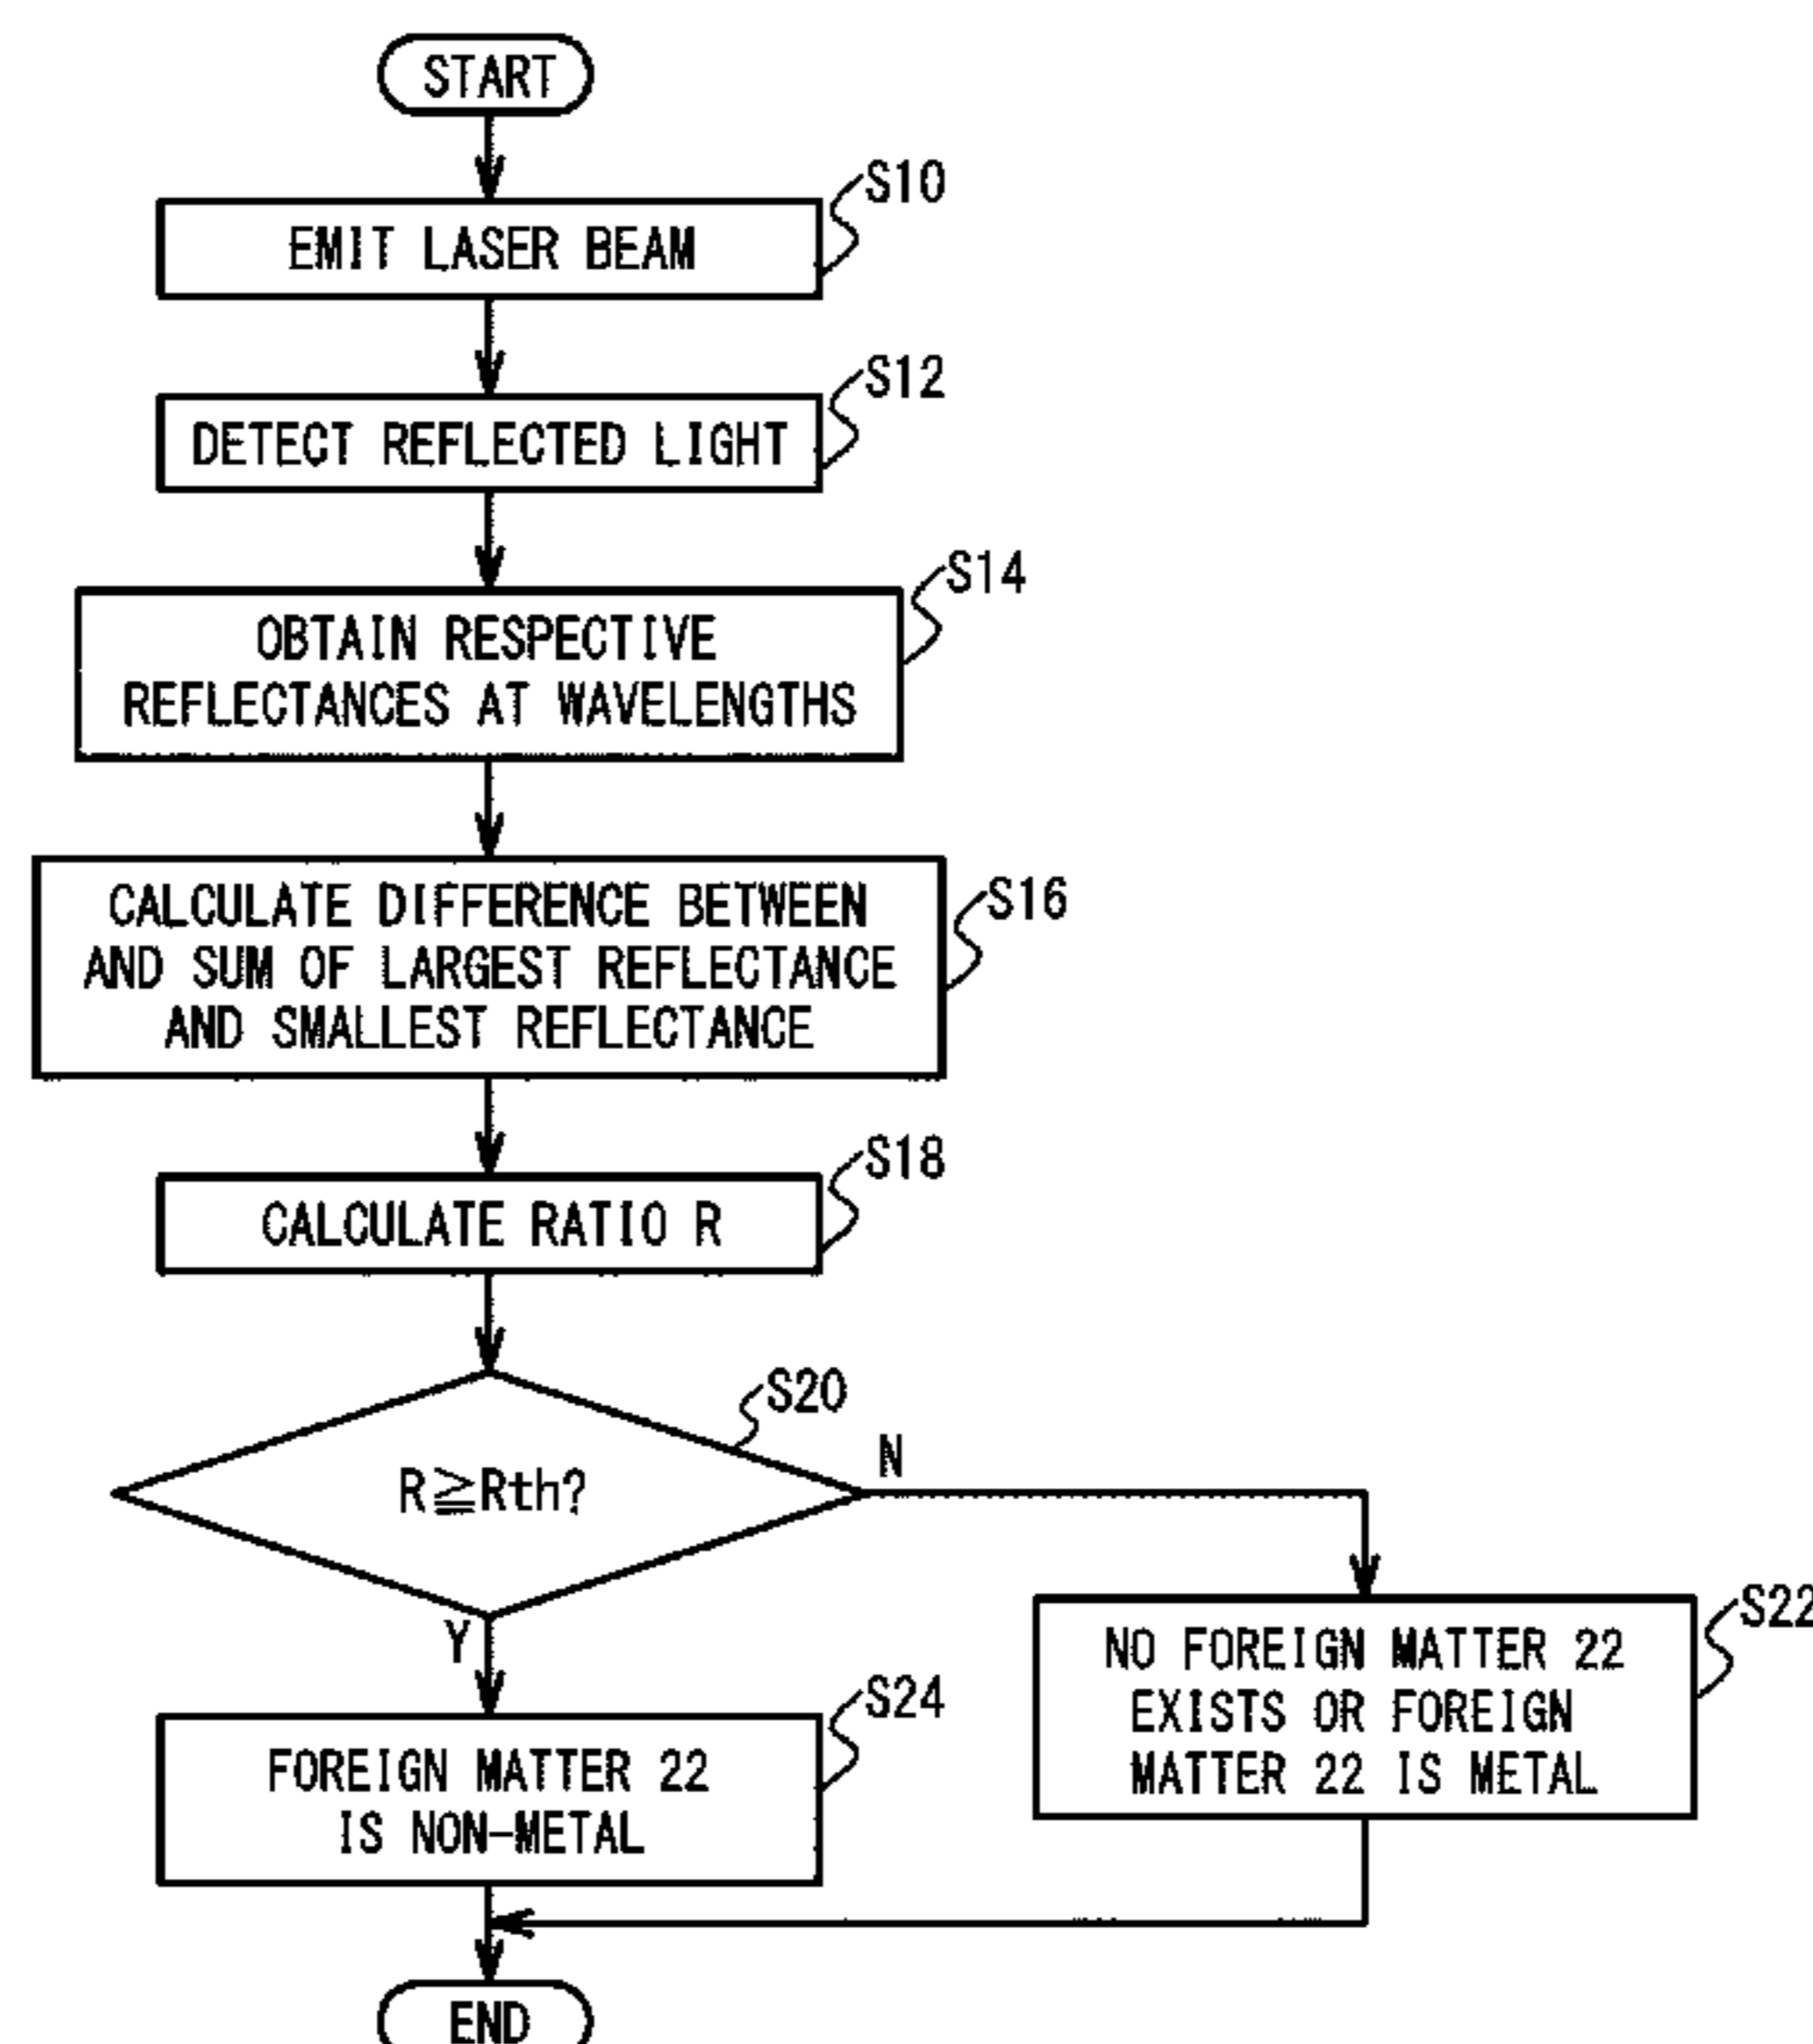 START
S10
EMIT LASER BEAM
S12
DETECT REFLECTED LIGHT
S14
OBTAIN RESPECTIVE
REFLECTANCES AT WAVELENGTHS
S16
CALCULATE DIFFERENCE BETWEEN
AND SUM OF LARGEST REFLECTANCE
AND SMALLEST REFLECTANCE
S18
CALCULATE RATIO R
S20
R≧Rth?
N
Y
S22
NO FOREIGN MATTER 22
EXISTS OR FOREIGN
MATTER 22 IS METAL
S24
FOREIGN MATTER 22
IS NON-METAL
END